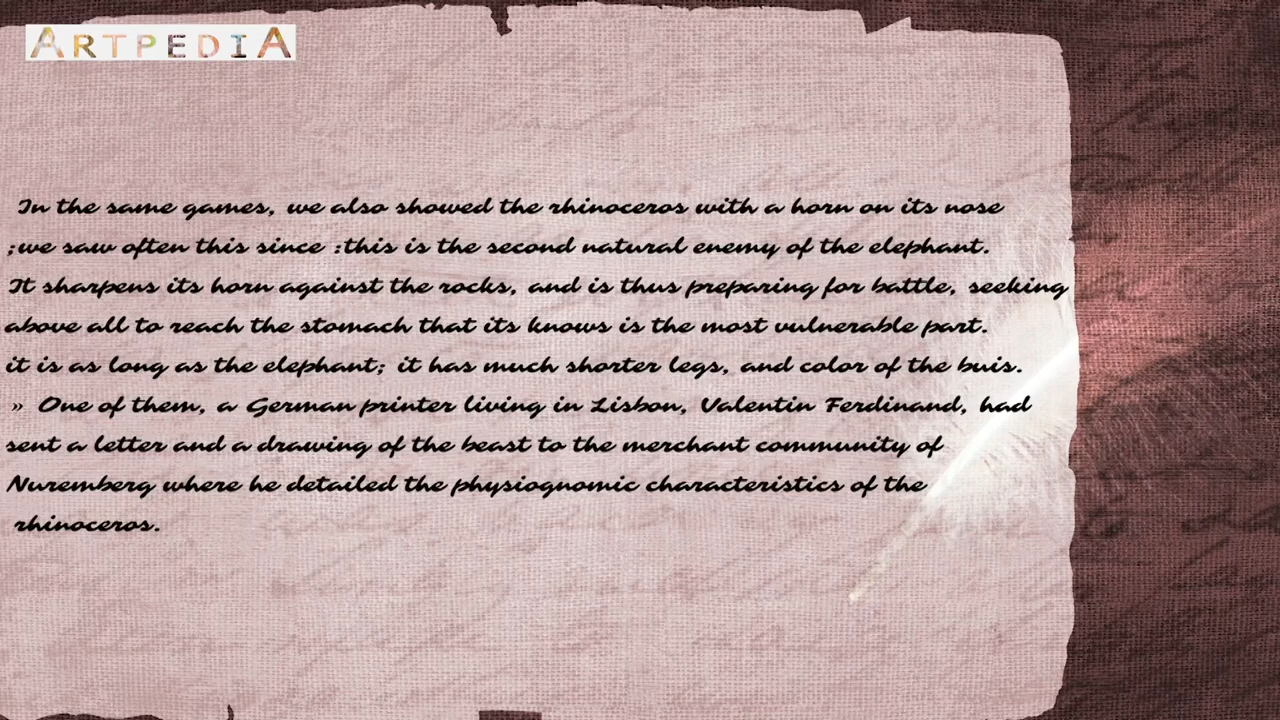 ARTPEDIA
In the same games, we also showed the rhinoceros with a horn on its nose
;we saw often this since :this is the second natural enemy of the elephant.
It sharpens its horn against the rocks, and is thus preparing for battle, seeking
above all to reach the stomach that its knows is the most vulnerable part.
it is as long as the elephant; it has much shorter legs, and color of the buis.
» One of them, a German printer living in Lisbon, Valentin Ferdinand, had
sent a letter and a drawing of the beast to the merchant community of
Nuremberg where he detailed the physiognomic characteristics of the
rhinoceros.